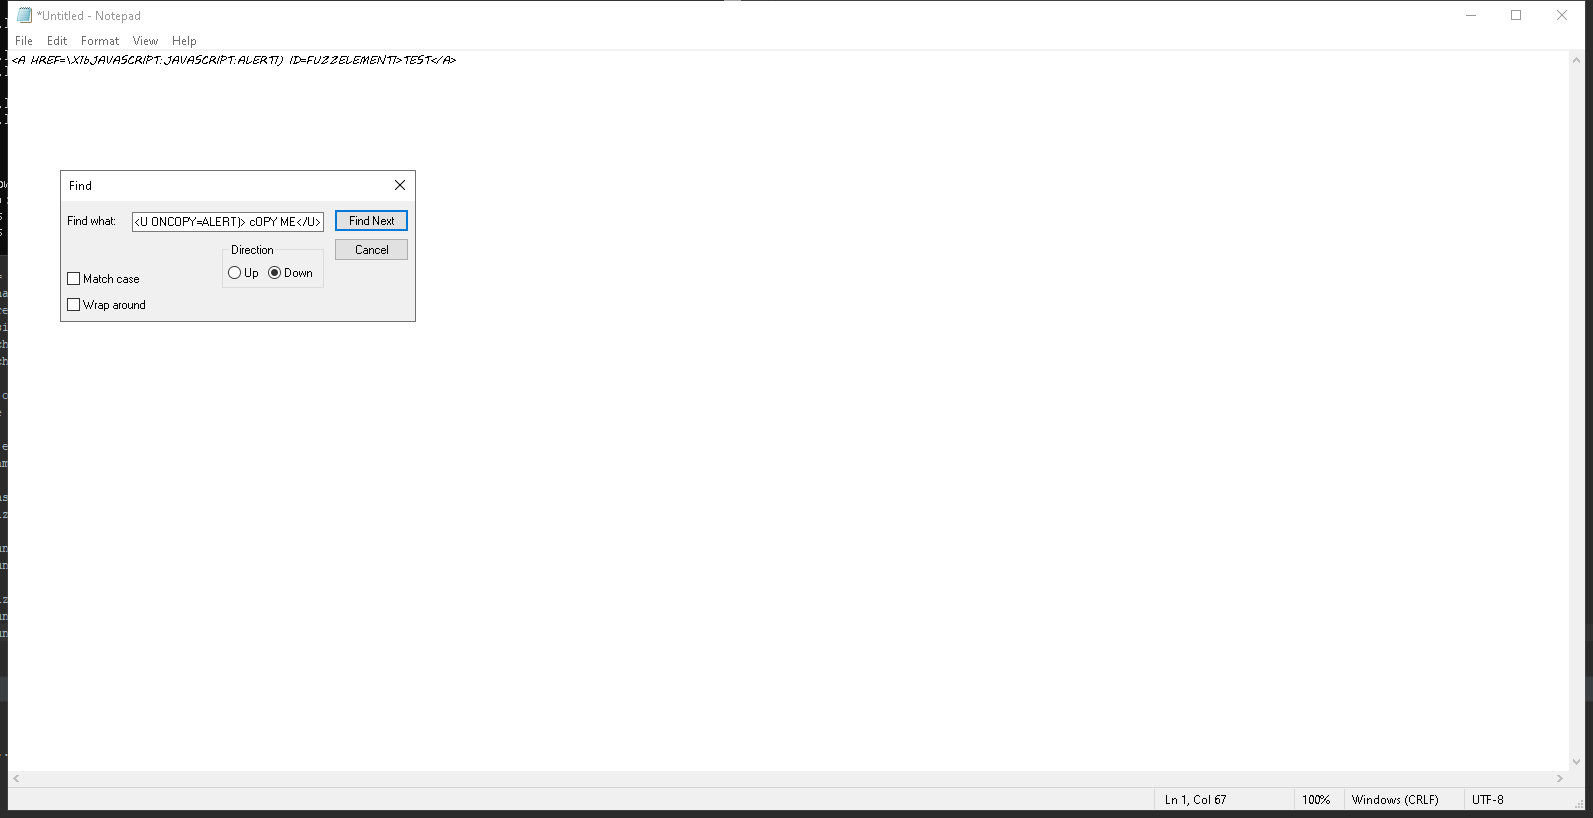 *Untitled - Notepad
File Edit Format View Help
<A HREF=\X16JAVASCRIPT:JAVASCRIPT:ALERT1) ID=FUZZELEMENT1>TEST</A>
Find
Find what: <U ONCOPY=ALERT)> cOPY ME</U> Find Next
Direction Cancel
Up Down
Match case
Wrap around
Ln 1, Col 67 100% Windows (CRLF) UTF-8